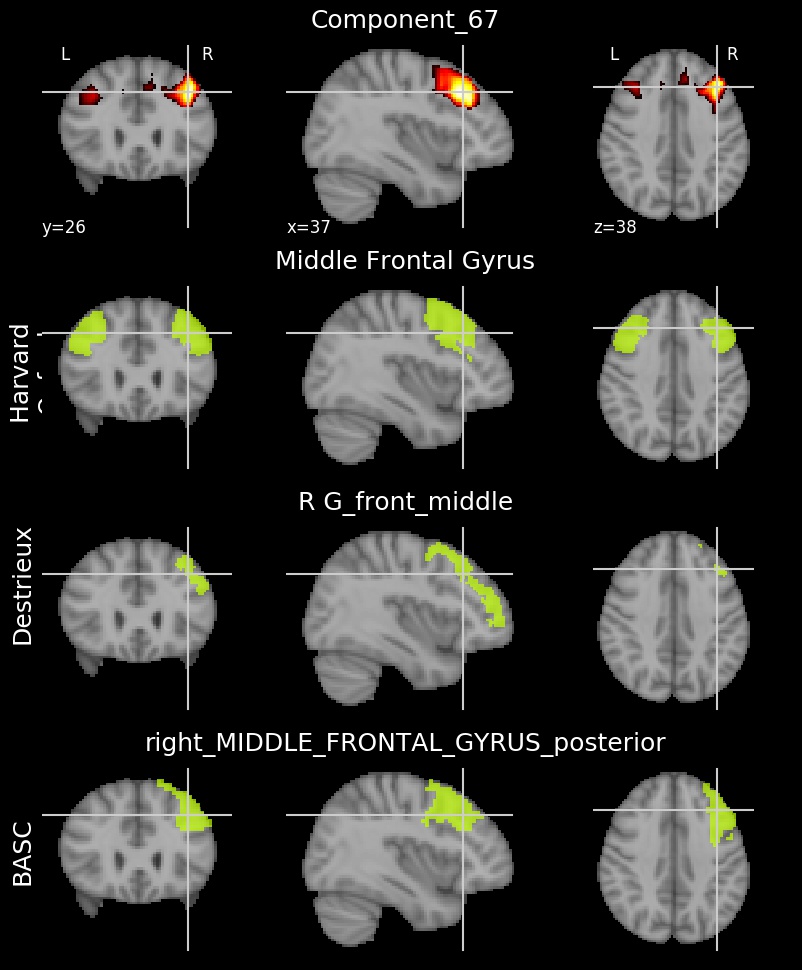 Component_67
L R
L R
y=26
x=37
z=38
Middle Frontal Gyrus
Harvard
R G_front_middle
Destrieux
right_MIDDLE_FRONTAL_GYRUS_posterior
BASC